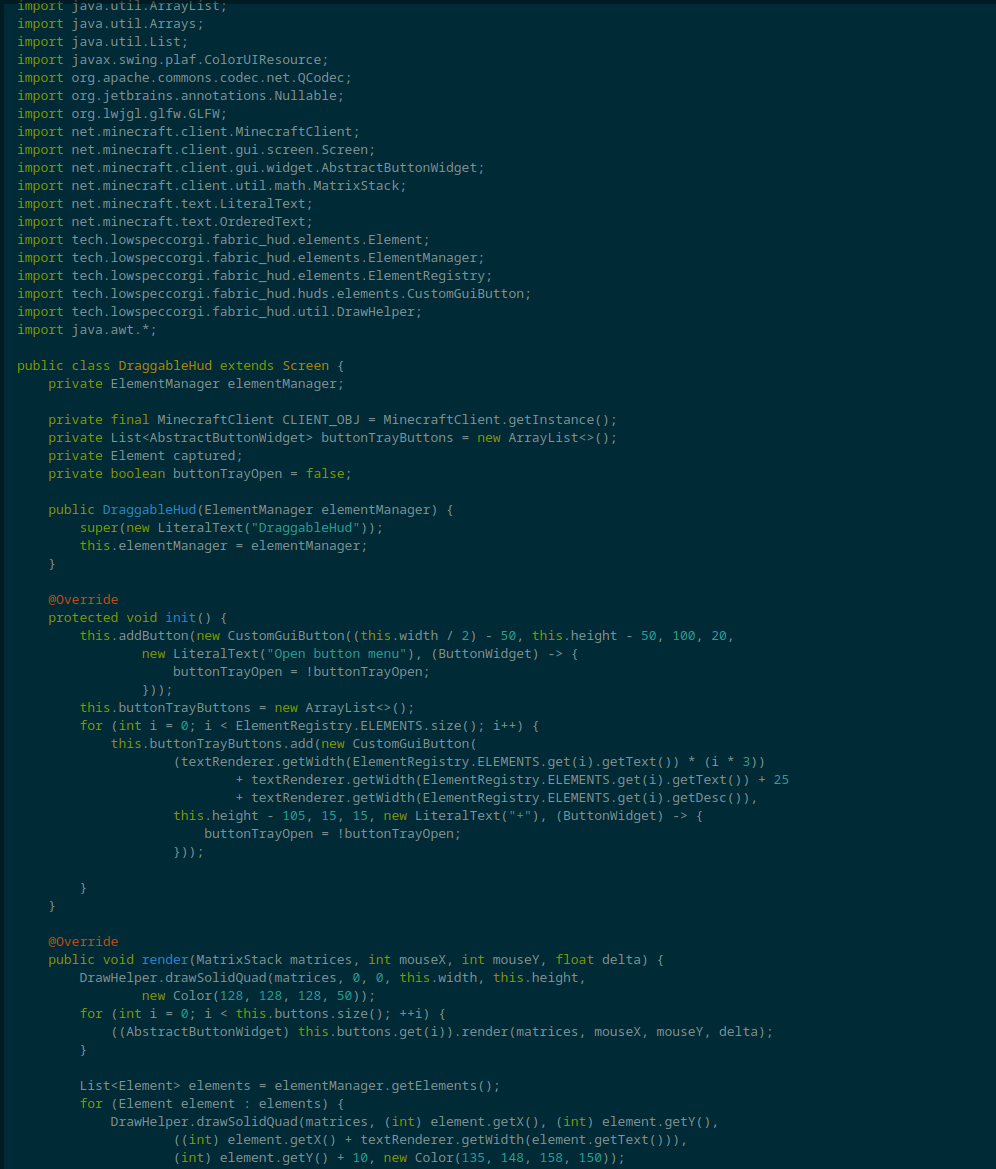 import java.util.ArrayList;
import java.util.Arrays;
import java.util.List;
import javax.swing.plaf.ColorUIResource;
import org.apache.commons.codec.net.QCodec;
import org.jetbrains.annotations.Nullable;
import org.lwjgl.glfw.GLFW;
import net.minecraft.client.MinecraftClient;
import net.minecraft.client.gui.screen.Screen;
import net.minecraft.client.gui.widget.AbstractButtonWidget;
import net.minecraft.client.util.math.MatrixStack;
import net.minecraft.text.LiteralText;
import net.minecraft.text.OrderedText;
import tech.lowspeccorgi.fabric_hud.elements.Element;
import tech.lowspeccorgi.fabric_hud.elements.ElementManager;
import tech.lowspeccorgi.fabric_hud.elements.ElementRegistry;
import tech.lowspeccorgi.fabric_hud.huds.elements.CustomGuiButton;
import tech.lowspeccorgi.fabric_hud.util.DrawHelper;
import java.awt.*;

public class DraggableHud extends Screen {
    private ElementManager elementManager;

    private final MinecraftClient CLIENT_OBJ = MinecraftClient.getInstance();
    private List<AbstractButtonWidget> buttonTrayButtons = new ArrayList<>();
    private Element captured;
    private boolean buttonTrayOpen = false;

    public DraggableHud(ElementManager elementManager) {
        super(new LiteralText("DraggableHud"));
        this.elementManager = elementManager;
    }

    @Override
    protected void init() {
        this.addButton(new CustomGuiButton((this.width / 2) - 50, this.height - 50, 100, 20,
                new LiteralText("Open button menu"), (ButtonWidget) -> {
                    buttonTrayOpen = !buttonTrayOpen;
                }));
        this.buttonTrayButtons = new ArrayList<>();
        for (int i = 0; i < ElementRegistry.ELEMENTS.size(); i++) {
            this.buttonTrayButtons.add(new CustomGuiButton(
                    (textRenderer.getWidth(ElementRegistry.ELEMENTS.get(i).getText()) * (i * 3))
                            + textRenderer.getWidth(ElementRegistry.ELEMENTS.get(i).getText()) + 25
                            + textRenderer.getWidth(ElementRegistry.ELEMENTS.get(i).getDesc()),
                    this.height - 105, 15, 15, new LiteralText("+"), (ButtonWidget) -> {
                        buttonTrayOpen = !buttonTrayOpen;
                    }));

        }
    }

    @Override
    public void render(MatrixStack matrices, int mouseX, int mouseY, float delta) {
        DrawHelper.drawSolidQuad(matrices, 0, 0, this.width, this.height,
                new Color(128, 128, 128, 50));
        for (int i = 0; i < this.buttons.size(); ++i) {
            ((AbstractButtonWidget) this.buttons.get(i)).render(matrices, mouseX, mouseY, delta);
        }

        List<Element> elements = elementManager.getElements();
        for (Element element : elements) {
            DrawHelper.drawSolidQuad(matrices, (int) element.getX(), (int) element.getY(),
                    ((int) element.getX() + textRenderer.getWidth(element.getText())),
                    (int) element.getY() + 10, new Color(135, 148, 158, 150));